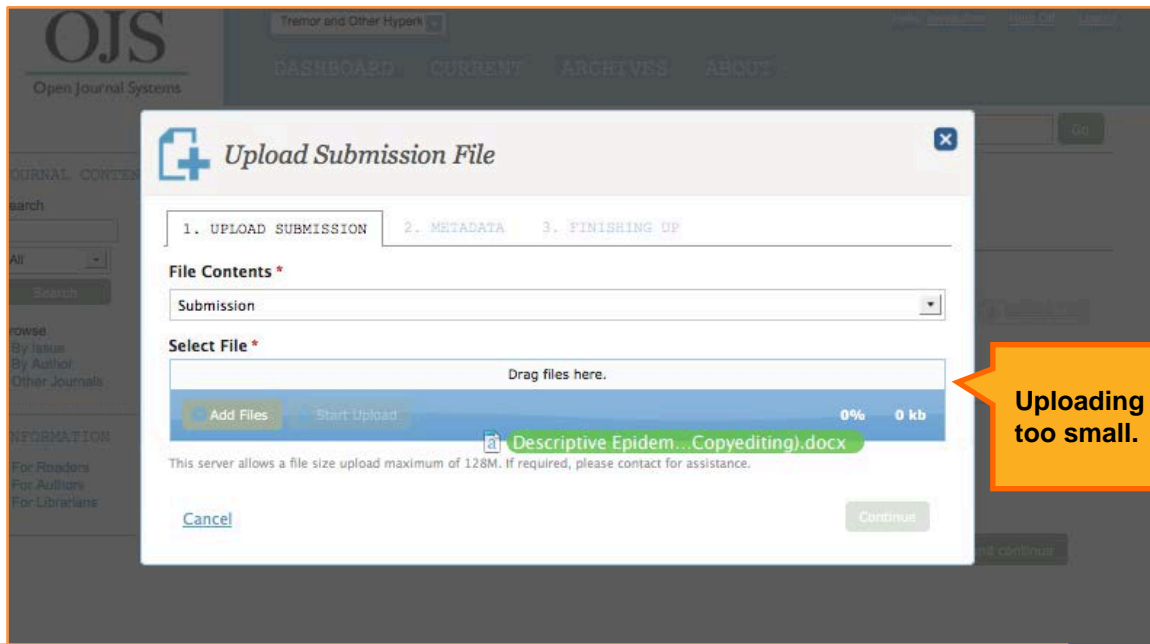 OJS
Open Journal Systems
Tremor and Other Hyperk
DASHBOARD CURRENT ARCHIVES ABOUT
Go
Upload Submission File
1. UPLOAD SUBMISSION 2. METADATA 3. FINISHING UP
File Contents *
Submission
Select File *
Drag files here.
Add Files Start Upload 0% 0 kb
Descriptive Epidem...Copyediting).docx
This server allows a file size upload maximum of 128M. If required, please contact for assistance.
Cancel Continue
OURNAL CONTEN
earch
All
Search
rowse
By Issue
By Author
Other Journals
NFORMATION
For Readers
For Authors
For Librarians
nd continue
Uploading
too small.